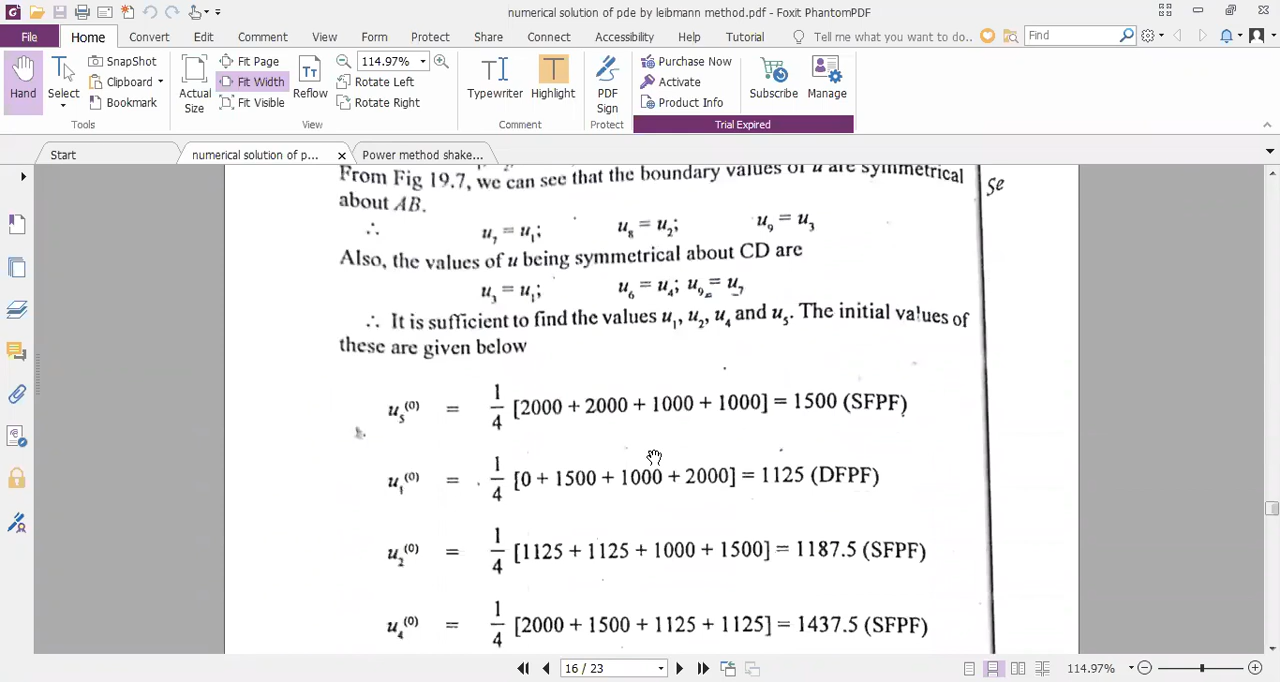 numerical solution of pde by leibmann method.pdf - Foxit PhantomPDF
File Home Convert Edit Comment View Form Protect Share Connect Accessibility Help Tutorial Tell me what you want to do.. Find
Hand Select SnapShot Clipboard Bookmark Actual Size Fit Page Fit Width Fit Visible Reflow 114.97% Rotate Left Rotate Right Typewriter Highlight PDF Sign Purchase Now Activate Product Info Subscribe Manage
Tools View Comment Protect Trial Expired
Start numerical solution of p... Power method shake...
From Fig 19.7, we can see that the boundary values of u are symmetrical
about AB.
∴ u₇ = u₁; u₈ = u₂; u₉ = u₃
Also, the values of u being symmetrical about CD are
u₃ = u₁; u₆ = u₄; u₉ = u₇
∴ It is sufficient to find the values u₁, u₂, u₄ and u₅. The initial values of
these are given below
u₅⁽⁰⁾ = 1/4 [2000 + 2000 + 1000 + 1000] = 1500 (SFPF)
u₁⁽⁰⁾ = 1/4 [0 + 1500 + 1000 + 2000] = 1125 (DFPF)
u₂⁽⁰⁾ = 1/4 [1125 + 1125 + 1000 + 1500] = 1187.5 (SFPF)
u₄⁽⁰⁾ = 1/4 [2000 + 1500 + 1125 + 1125] = 1437.5 (SFPF)
Se
16 / 23 114.97%